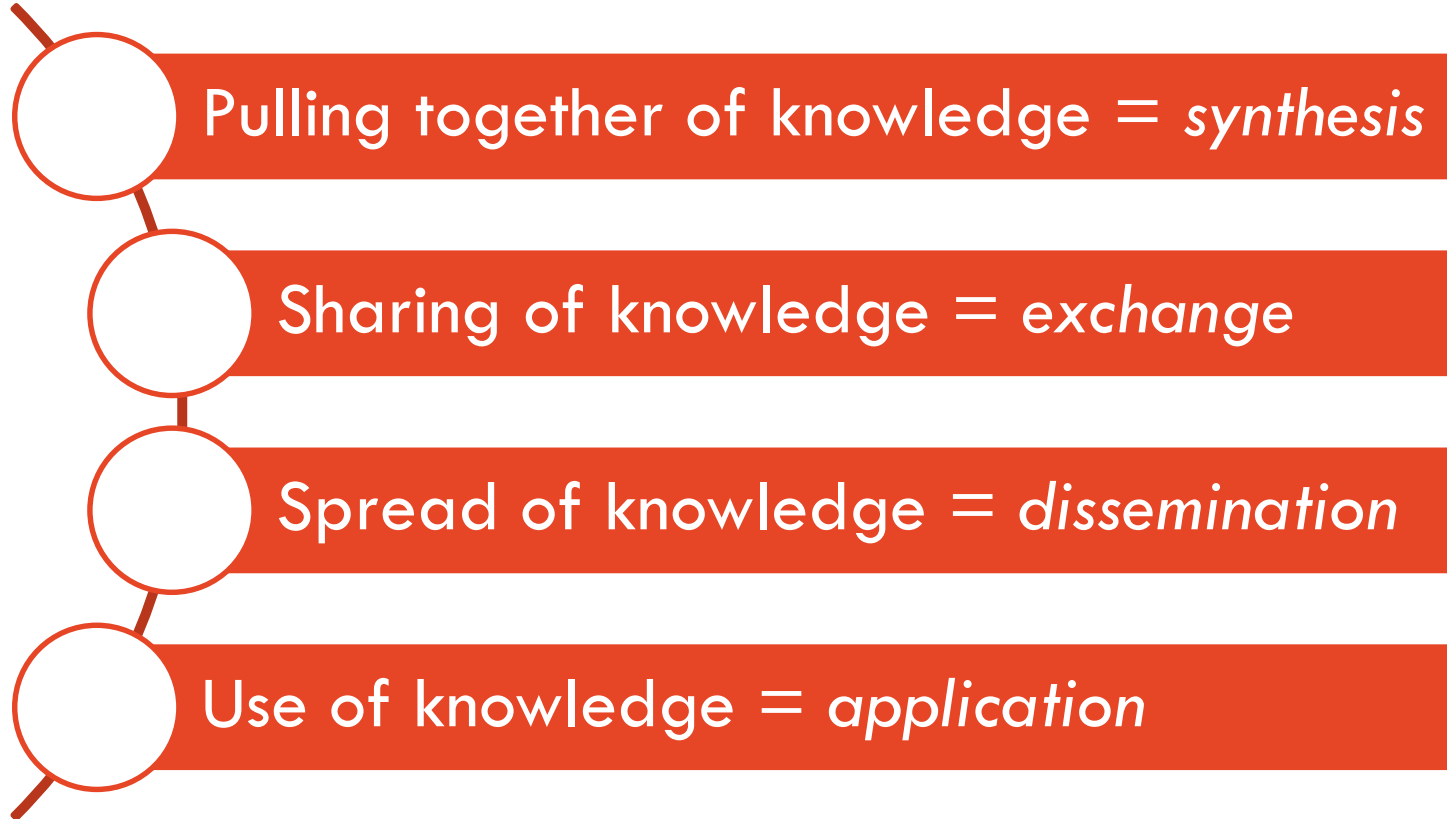 Pulling together of knowledge = synthesis
Sharing of knowledge = exchange
Spread of knowledge = dissemination
Use of knowledge = application